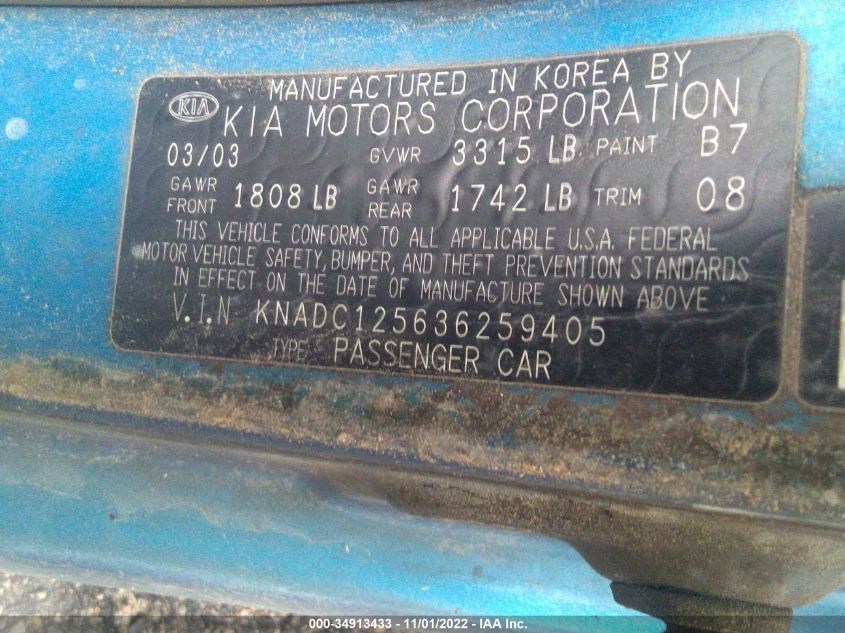 MANUFACTURED IN KOREA BY
KIA KIA MOTORS CORPORATION
03/03 GVWR 3315 LB PAINT B7
GAWR FRONT 1808 LB GAWR REAR 1742 LB TRIM 08
THIS VEHICLE CONFORMS TO ALL APPLICABLE U.S.A. FEDERAL
MOTOR VEHICLE SAFETY, BUMPER, AND THEFT PREVENTION STANDARDS
IN EFFECT ON THE DATE OF MANUFACTURE SHOWN ABOVE
V.I.N KNADC125636259405
TYPE: PASSENGER CAR
000-34913433 - 11/01/2022 - IAA Inc.